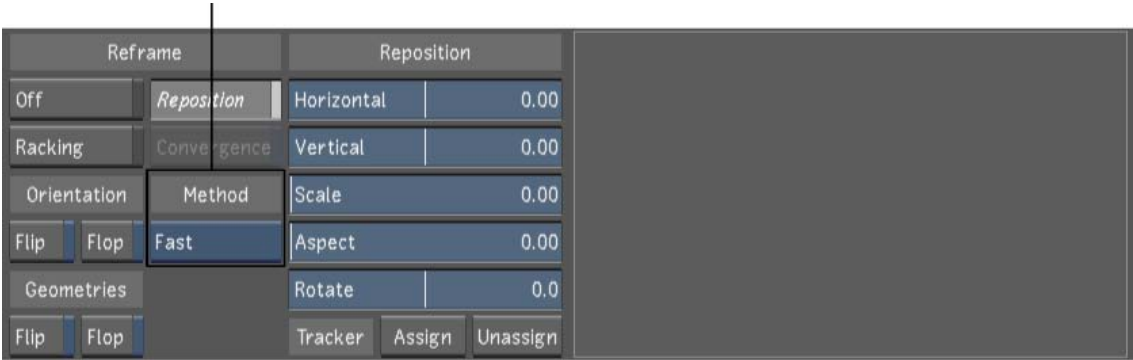 Reframe Reposition
Off Reposition Horizontal 0.00
Racking Convergence Vertical 0.00
Orientation Method Scale 0.00
Flip Flop Fast Aspect 0.00
Geometries Rotate 0.0
Flip Flop Tracker Assign Unassign